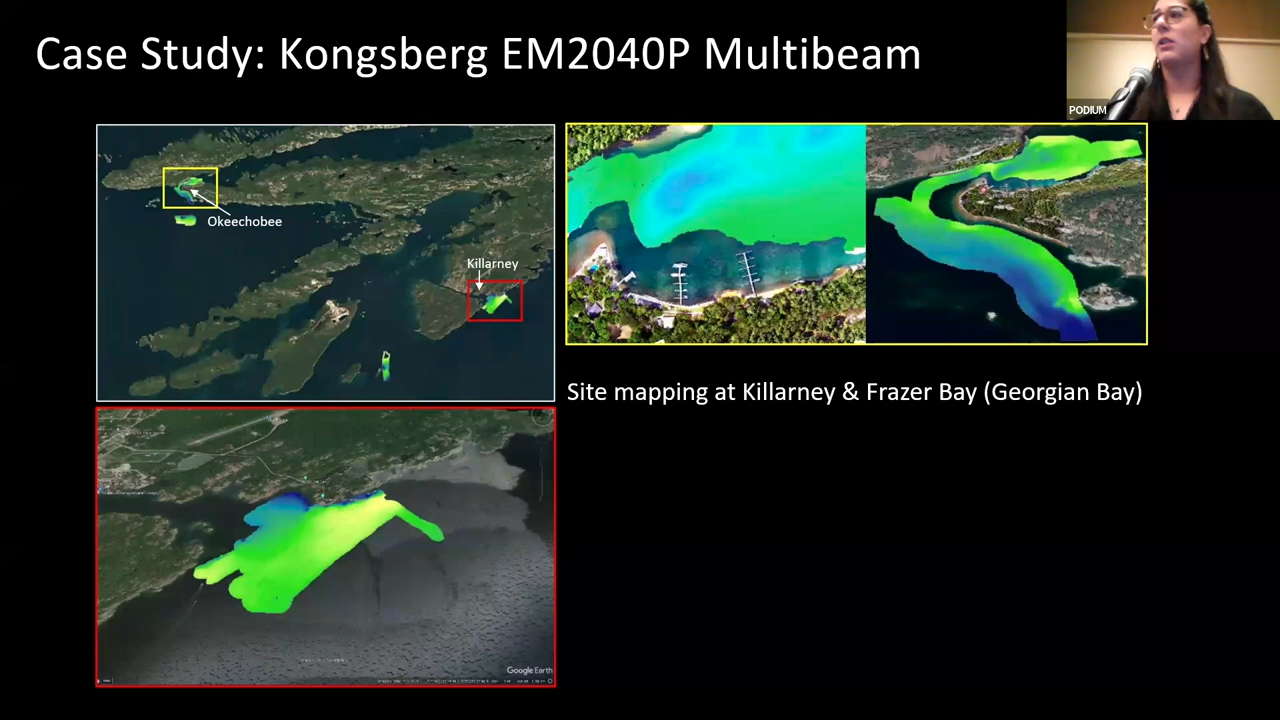 Case Study: Kongsberg EM2040P Multibeam
PODIUM
Okeechobee
Killarney
Site mapping at Killarney & Frazer Bay (Georgian Bay)
Google Earth